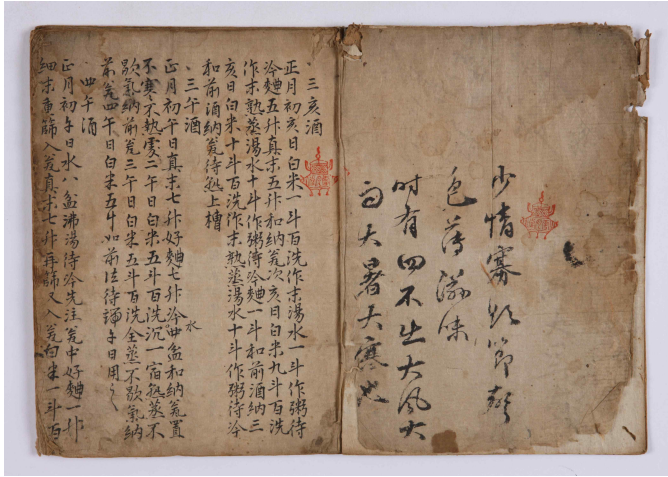 少情寡慾節聲
色薄滋味
時有四不出大風大
雨大暑大寒也
・三亥酒
正月初亥日白米一斗百洗作末湯水一斗作粥待
冷麯五升真末五升和納瓮次亥日白米九斗百洗
作末熟蒸湯水十斗作粥待冷麯一斗和前酒納三
亥日白米十斗百洗作末熟蒸湯水十斗作粥待冷
和前酒納瓮待熟上槽
・三午酒
正月初午日真末七升好麯七升冷水四盆和納瓮置
不寒不熱處二午日白米五斗百洗沉一宿熟蒸不
歇氣納前瓮三午日白米五斗百洗全蒸不歇氣納
前瓮四午日白米五斗如前法待端午日用之
・四午酒
正月初午日水八盆沸湯待冷先注瓮中好麯一升
細末重篩入瓮真末七升再篩又入瓮白米一斗百